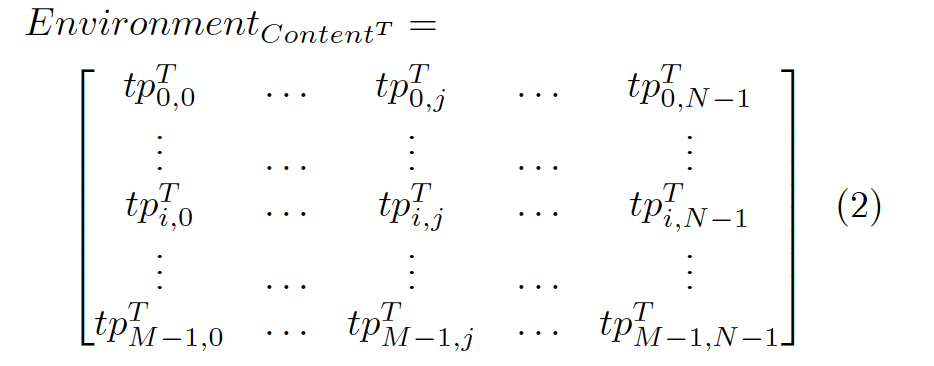 Environment_{Content^T} =
tp^T_{0,0} … tp^T_{0,j} … tp^T_{0,N−1}
⋮ … ⋮ … ⋮
tp^T_{i,0} … tp^T_{i,j} … tp^T_{i,N−1} (2)
⋮ … ⋮ … ⋮
tp^T_{M−1,0} … tp^T_{M−1,j} … tp^T_{M−1,N−1}